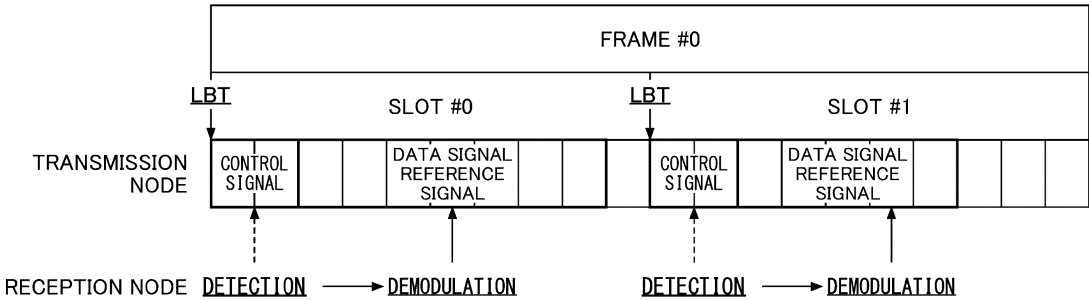 FRAME #0
LBT
SLOT #0
LBT
SLOT #1
TRANSMISSION
NODE
CONTROL
SIGNAL
DATA SIGNAL
REFERENCE
SIGNAL
CONTROL
SIGNAL
DATA SIGNAL
REFERENCE
SIGNAL
RECEPTION NODE
DETECTION
DEMODULATION
DETECTION
DEMODULATION